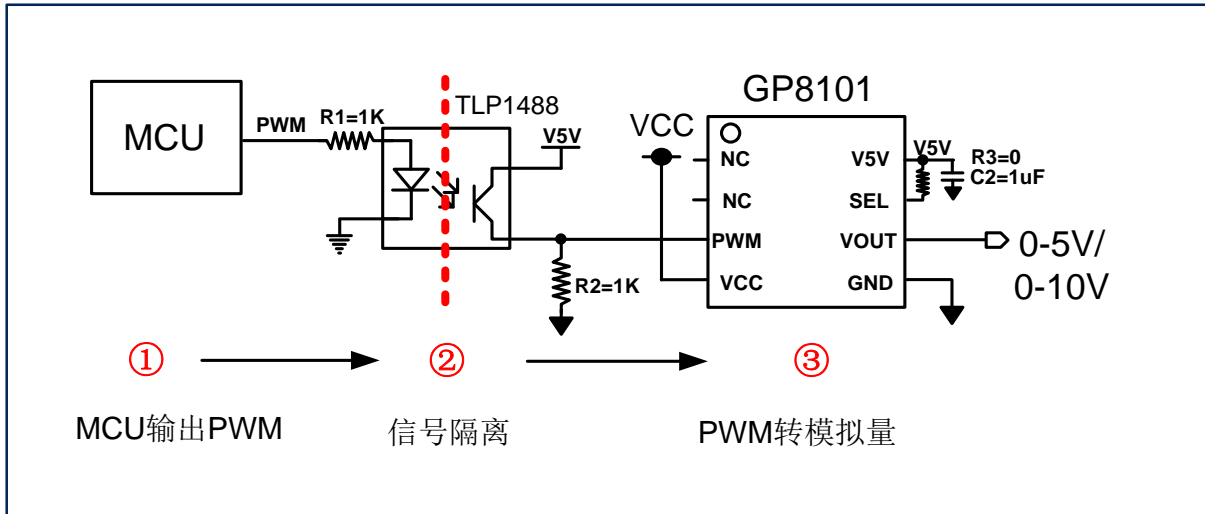 GP8101
TLP1488
MCU
PWM
R1=1K
V5V
VCC
NC
NC
PWM
VCC
V5V
SEL
VOUT
GND
V5V
R3=0
C2=1uF
R2=1K
0-5V/
0-10V
① ② ③
MCU输出PWM 信号隔离 PWM转模拟量